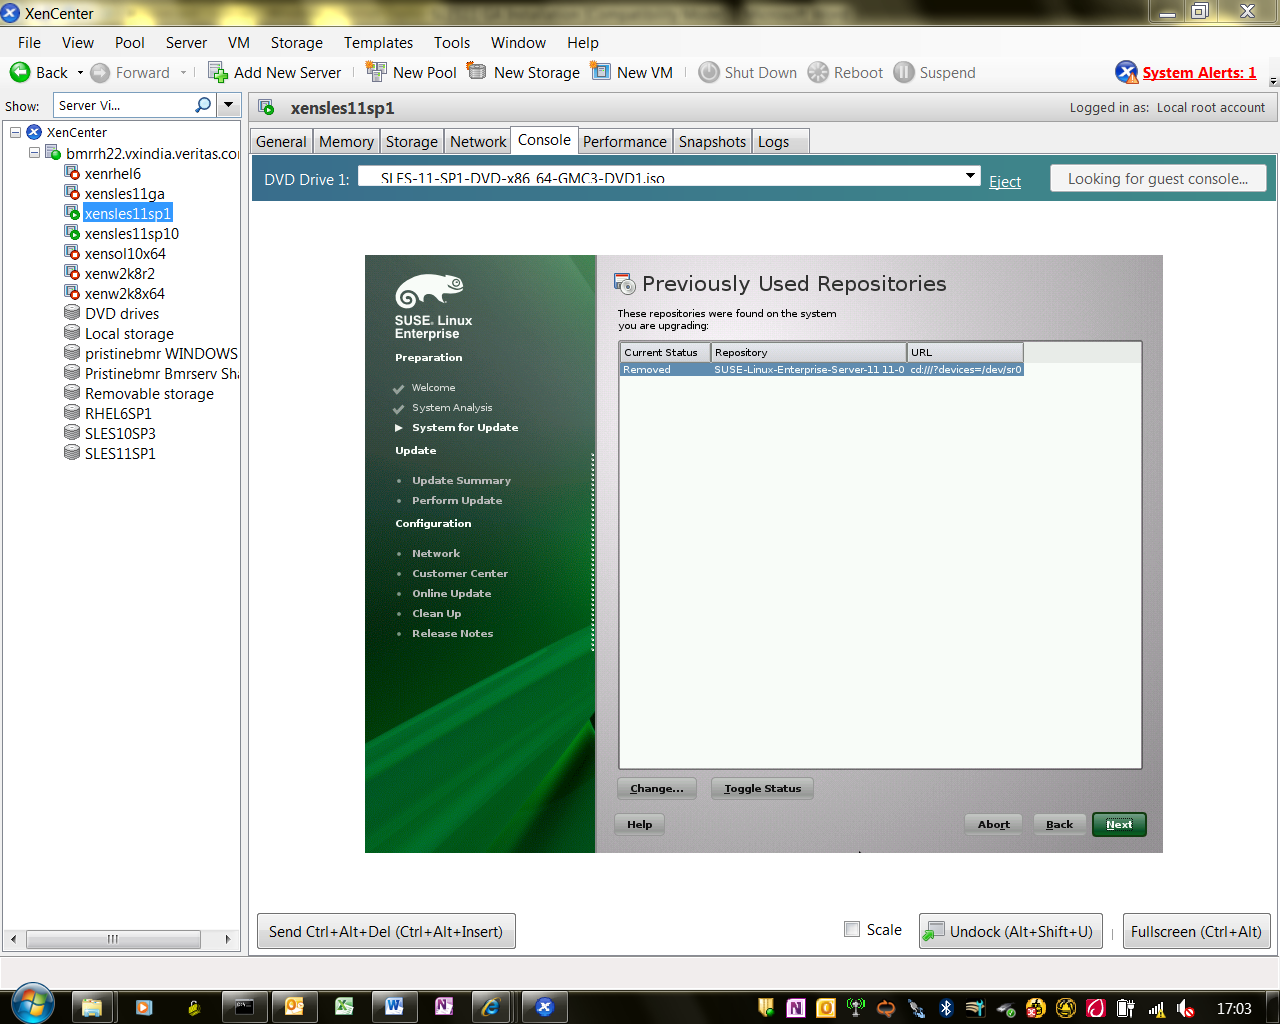 XenCenter
File View Pool Server VM Storage Templates Tools Window Help
Back Forward Add New Server New Pool New Storage New VM Shut Down Reboot Suspend System Alerts: 1
Show: Server Vi...
xensles11sp1
Logged in as: Local root account
XenCenter
bmrrh22.vxindia.veritas.co
xenrhel6
xensles11ga
xensles11sp1
xensles11sp10
xensol10x64
xenw2k8r2
xenw2k8x64
DVD drives
Local storage
pristinebmr WINDOWS
Pristinebmr Bmrserv Sha
Removable storage
RHEL6SP1
SLES10SP3
SLES11SP1
General Memory Storage Network Console Performance Snapshots Logs
DVD Drive 1: SLES-11-SP1-DVD-x86_64-GMC3-DVD1.iso Eject Looking for guest console...
SUSE. Linux
Enterprise
Preparation
Welcome
System Analysis
System for Update
Update
Update Summary
Perform Update
Configuration
Network
Customer Center
Online Update
Clean Up
Release Notes
Previously Used Repositories
These repositories were found on the system
you are upgrading:
Current Status Repository URL
Removed SUSE-Linux-Enterprise-Server-11 11-0 cd:///?devices=/dev/sr0
Change... Toggle Status
Help Abort Back Next
Send Ctrl+Alt+Del (Ctrl+Alt+Insert) Scale Undock (Alt+Shift+U) Fullscreen (Ctrl+Alt)
17:03